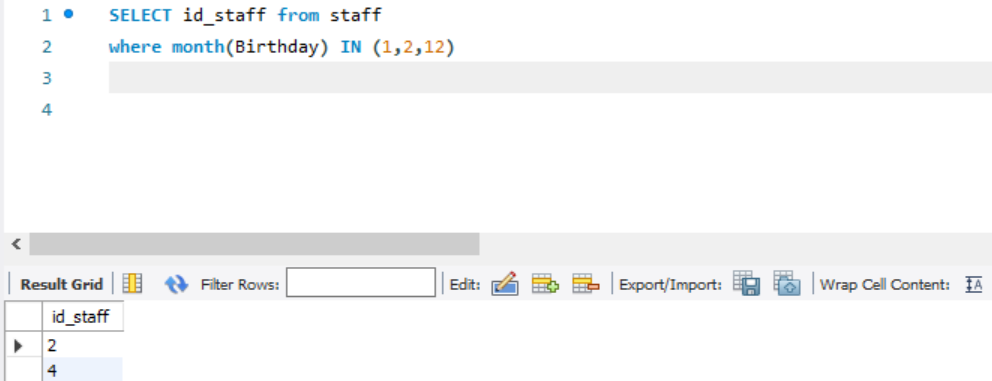 1 SELECT id_staff from staff
2 where month(Birthday) IN (1,2,12)
3
4
Result Grid Filter Rows: Edit: Export/Import: Wrap Cell Content:
id_staff
2
4